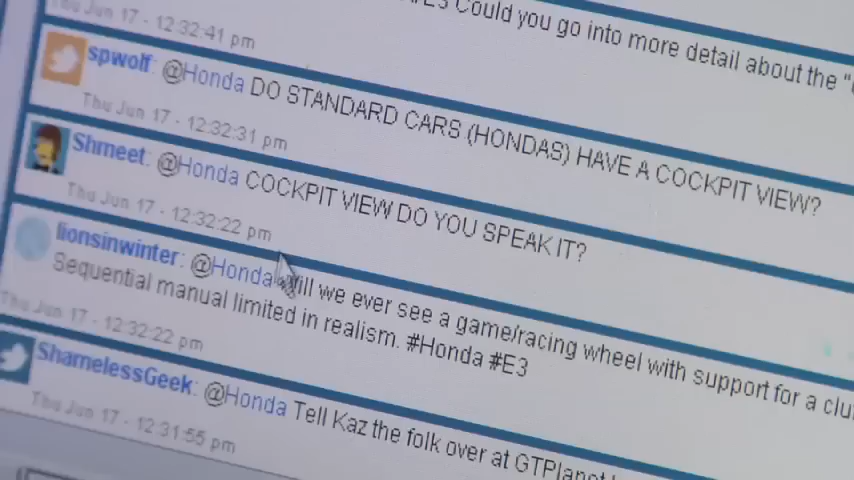 Could you go into more detail about the
Thu Jun 17 - 12:32:41 pm
spwolf: @Honda DO STANDARD CARS (HONDAS) HAVE A COCKPIT VIEW?
Thu Jun 17 - 12:32:31 pm
Shmeet: @Honda COCKPIT VIEW DO YOU SPEAK IT?
Thu Jun 17 - 12:32:22 pm
lionsinwinter: @Honda Will we ever see a game/racing wheel with support for a
Sequential manual limited in realism. #Honda #E3
Thu Jun 17 - 12:32:22 pm
ShamelessGeek: @Honda Tell Kaz the folk over at GTPlanet
Thu Jun 17 - 12:31:55 pm